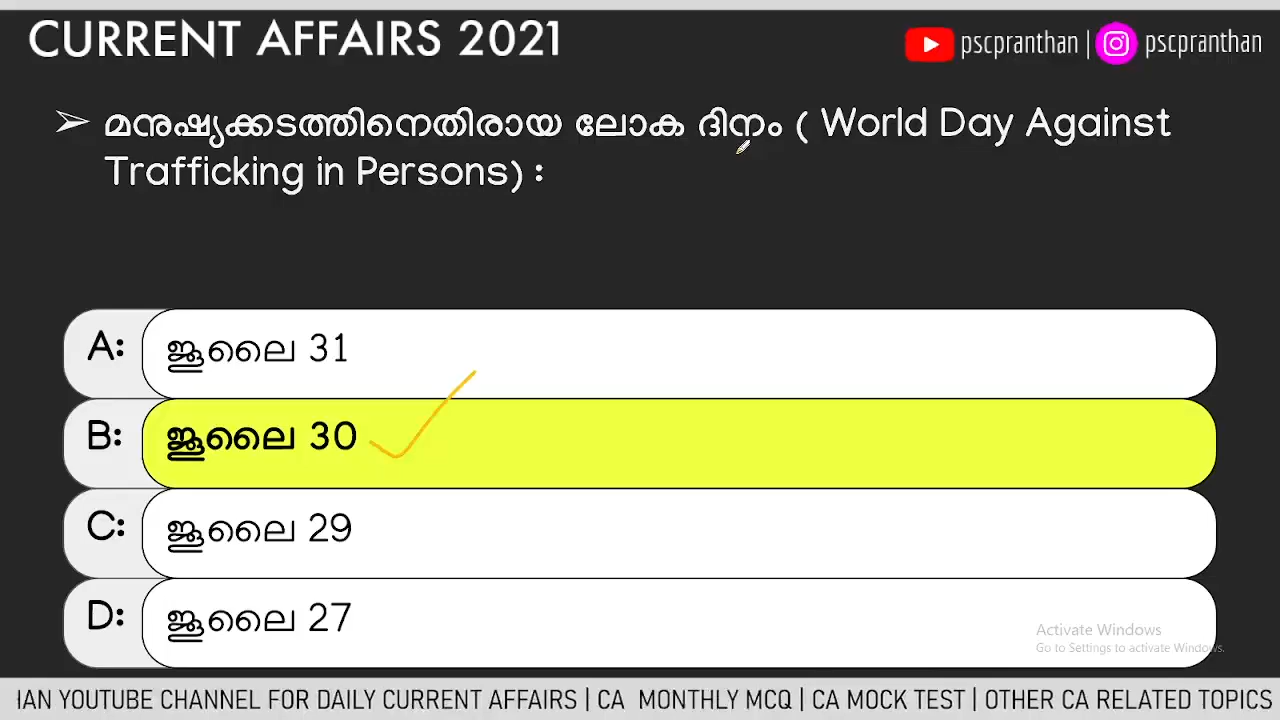 CURRENT AFFAIRS 2021
pscpranthan | pscpranthan
➢ മനുഷ്യക്കടത്തിനെതിരായ ലോക ദിനം ( World Day Against
Trafficking in Persons) :
A: ജൂലൈ 31
B: ജൂലൈ 30
C: ജൂലൈ 29
D: ജൂലൈ 27
Activate Windows
Go to Settings to activate Windows.
IAN YOUTUBE CHANNEL FOR DAILY CURRENT AFFAIRS | CA MONTHLY MCQ | CA MOCK TEST | OTHER CA RELATED TOPICS